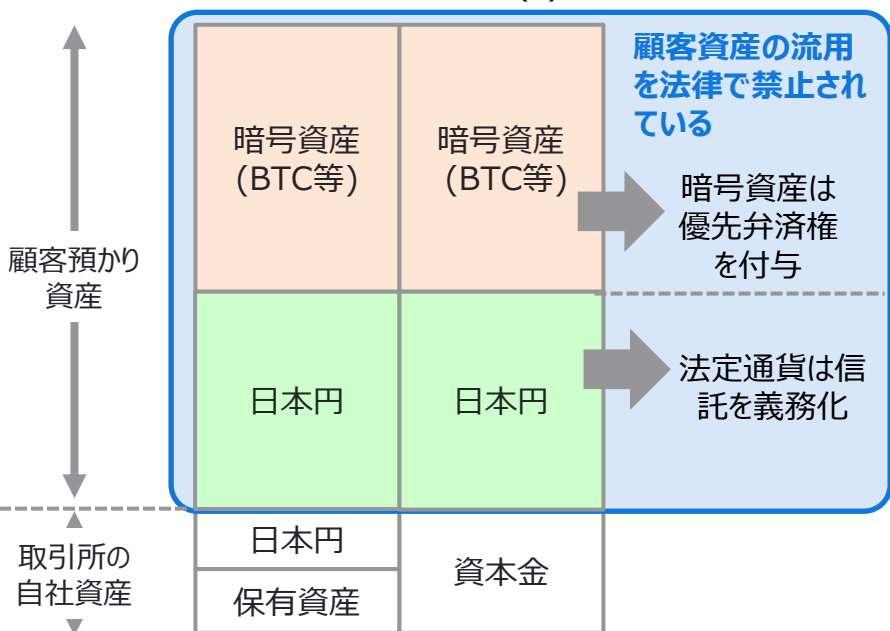 顧客資産の流用
を法律で禁止され
ている
暗号資産
(BTC等)
暗号資産
(BTC等)
暗号資産は
優先弁済権
を付与
顧客預かり
資産
日本円
日本円
法定通貨は信
託を義務化
取引所の
自社資産
日本円
保有資産
資本金